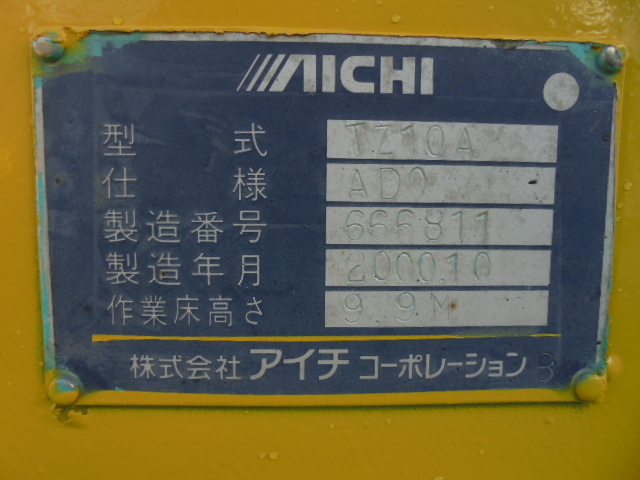 AICHI
型 式 TZ10A
仕 様 AD0
製造番号 666811
製造年月 2000.10
作業床高さ 9.9M
株式会社 アイチ コーポレーション B